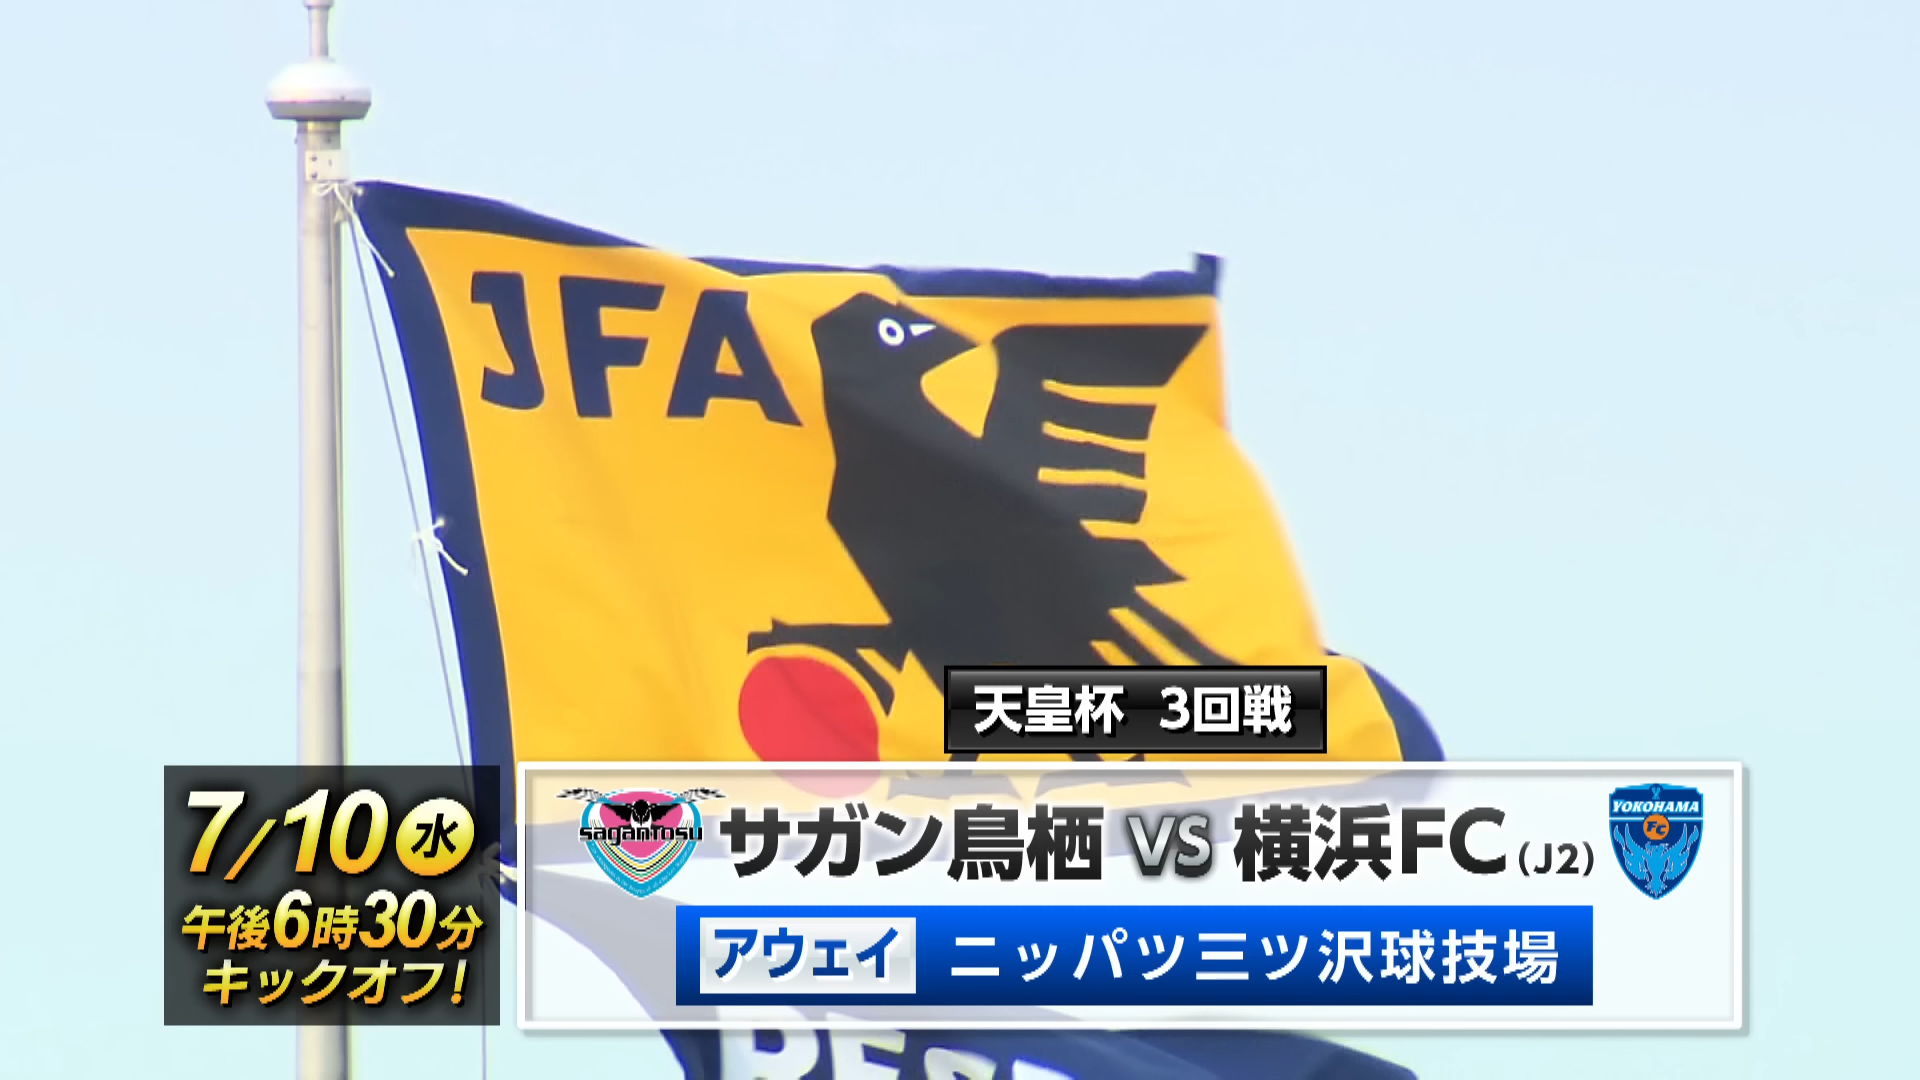 JFA
天皇杯 3回戦
7/10(水)
午後6時30分
キックオフ!
sagantosu
サガン鳥栖 VS 横浜FC(J2)
YOKOHAMA
FC
アウェイ ニッパツ三ツ沢球技場